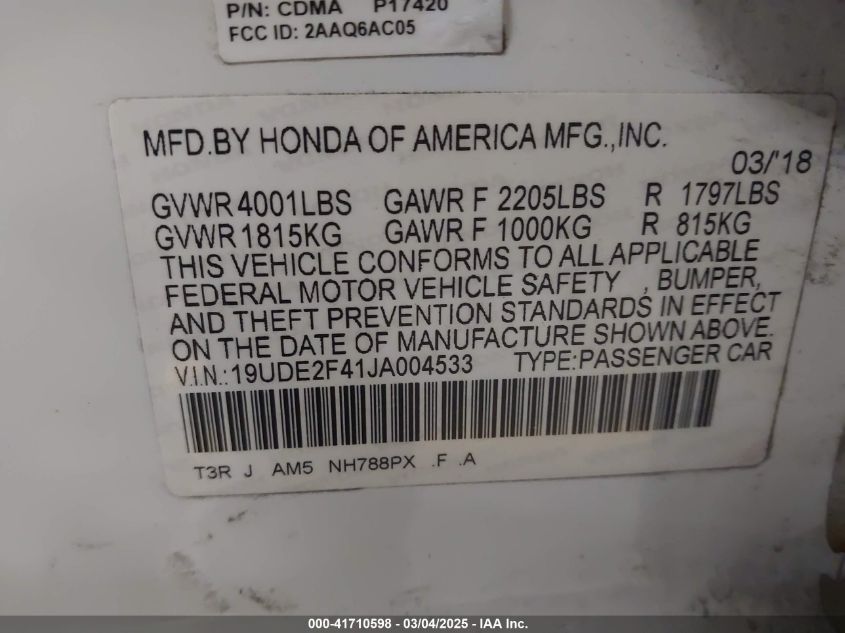 P/N: CDMA P17420
FCC ID: 2AAQ6AC05
MFD.BY HONDA OF AMERICA MFG.,INC.
03/'18
GVWR 4001LBS GAWR F 2205LBS R 1797LBS
GVWR 1815KG GAWR F 1000KG R 815KG
THIS VEHICLE CONFORMS TO ALL APPLICABLE
FEDERAL MOTOR VEHICLE SAFETY , BUMPER,
AND THEFT PREVENTION STANDARDS IN EFFECT
ON THE DATE OF MANUFACTURE SHOWN ABOVE.
V.I.N.:19UDE2F41JA004533 TYPE:PASSENGER CAR
T3R J AM5 NH788PX .F .A
000-41710598 - 03/04/2025 - IAA Inc.